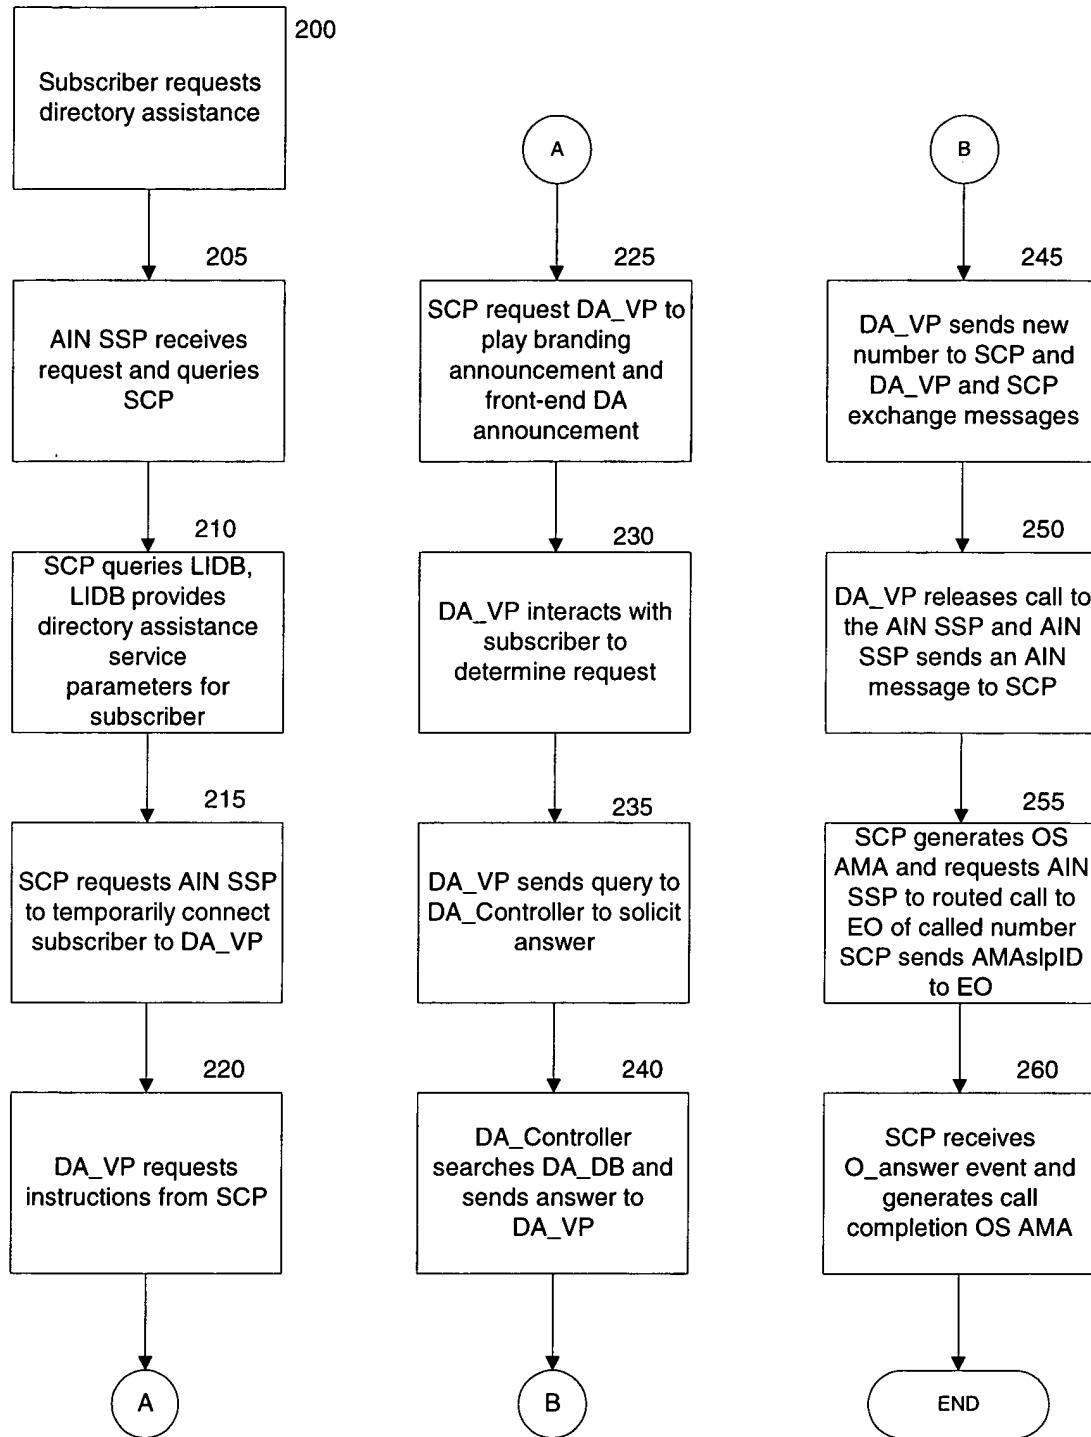 200
Subscriber requests
directory assistance
205
AIN SSP receives
request and queries
SCP
210
SCP queries LIDB,
LIDB provides
directory assistance
service
parameters for
subscriber
215
SCP requests AIN SSP
to temporarily connect
subscriber to DA_VP
220
DA_VP requests
instructions from SCP
A
A
225
SCP request DA_VP to
play branding
announcement and
front-end DA
announcement
230
DA_VP interacts with
subscriber to
determine request
235
DA_VP sends query to
DA_Controller to solicit
answer
240
DA_Controller
searches DA_DB and
sends answer to
DA_VP
B
B
245
DA_VP sends new
number to SCP and
DA_VP and SCP
exchange messages
250
DA_VP releases call to
the AIN SSP and AIN
SSP sends an AIN
message to SCP
255
SCP generates OS
AMA and requests AIN
SSP to routed call to
EO of called number
SCP sends AMAslpID
to EO
260
SCP receives
O_answer event and
generates call
completion OS AMA
END